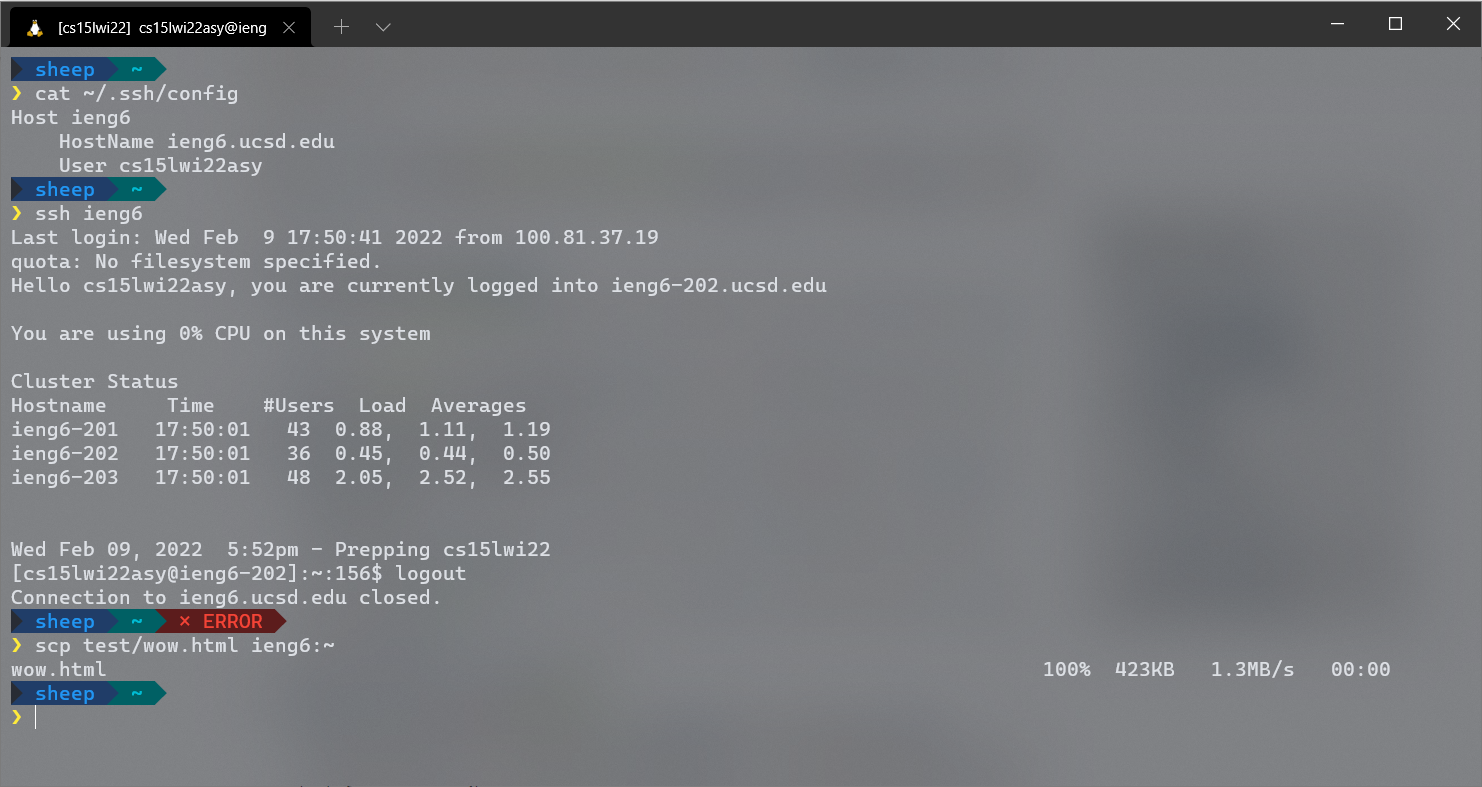 [cs15lwi22] cs15lwi22asy@ieng
sheep ~
❯ cat ~/.ssh/config
Host ieng6
    HostName ieng6.ucsd.edu
    User cs15lwi22asy
sheep ~
❯ ssh ieng6
Last login: Wed Feb  9 17:50:41 2022 from 100.81.37.19
quota: No filesystem specified.
Hello cs15lwi22asy, you are currently logged into ieng6-202.ucsd.edu
You are using 0% CPU on this system
Cluster Status
Hostname     Time    #Users  Load  Averages
ieng6-201   17:50:01   43  0.88,  1.11,  1.19
ieng6-202   17:50:01   36  0.45,  0.44,  0.50
ieng6-203   17:50:01   48  2.05,  2.52,  2.55
Wed Feb 09, 2022  5:52pm - Prepping cs15lwi22
[cs15lwi22asy@ieng6-202]:~:156$ logout
Connection to ieng6.ucsd.edu closed.
sheep ~ × ERROR
❯ scp test/wow.html ieng6:~
wow.html 100%  423KB   1.3MB/s   00:00
sheep ~
❯